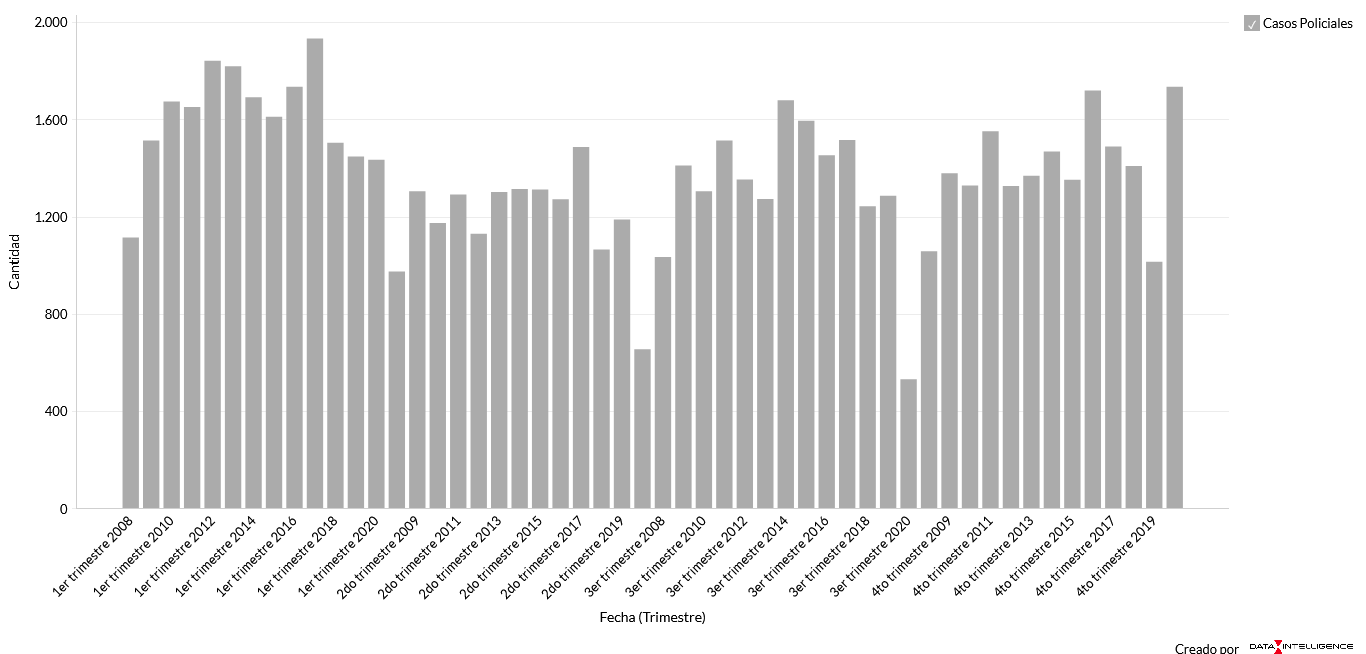 Casos Policiales
2.000
1.600
1.200
800
400
0
Cantidad
1er trimestre 2008
1er trimestre 2010
1er trimestre 2012
1er trimestre 2014
1er trimestre 2016
1er trimestre 2018
1er trimestre 2020
2do trimestre 2009
2do trimestre 2011
2do trimestre 2013
2do trimestre 2015
2do trimestre 2017
2do trimestre 2019
3er trimestre 2008
3er trimestre 2010
3er trimestre 2012
3er trimestre 2014
3er trimestre 2016
3er trimestre 2018
3er trimestre 2020
4to trimestre 2009
4to trimestre 2011
4to trimestre 2013
4to trimestre 2015
4to trimestre 2017
4to trimestre 2019
Fecha (Trimestre)
Creado por DATA INTELLIGENCE